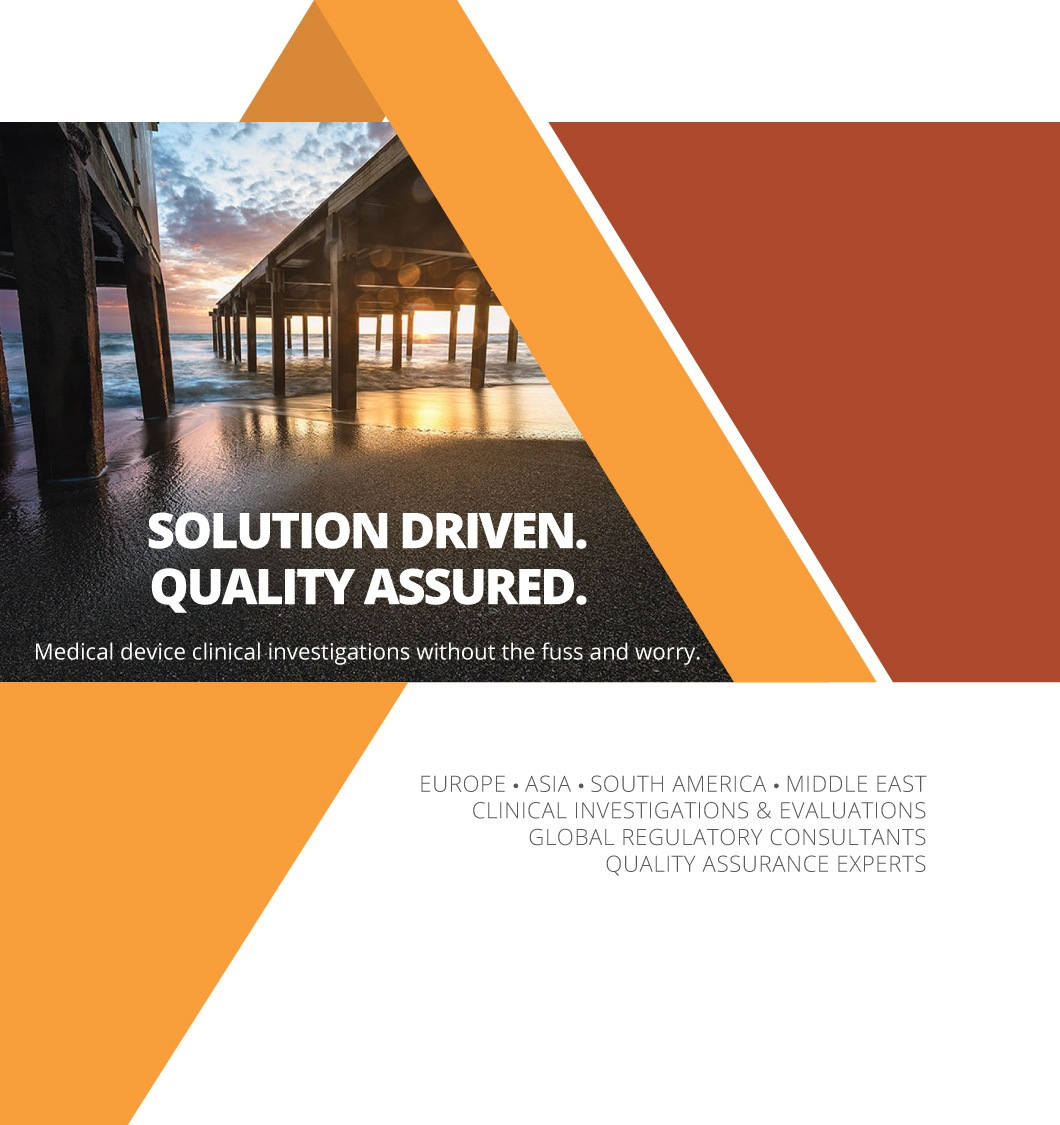 SOLUTION DRIVEN.
QUALITY ASSURED.
Medical device clinical investigations without the fuss and worry.
EUROPE • ASIA • SOUTH AMERICA • MIDDLE EAST
CLINICAL INVESTIGATIONS & EVALUATIONS
GLOBAL REGULATORY CONSULTANTS
QUALITY ASSURANCE EXPERTS